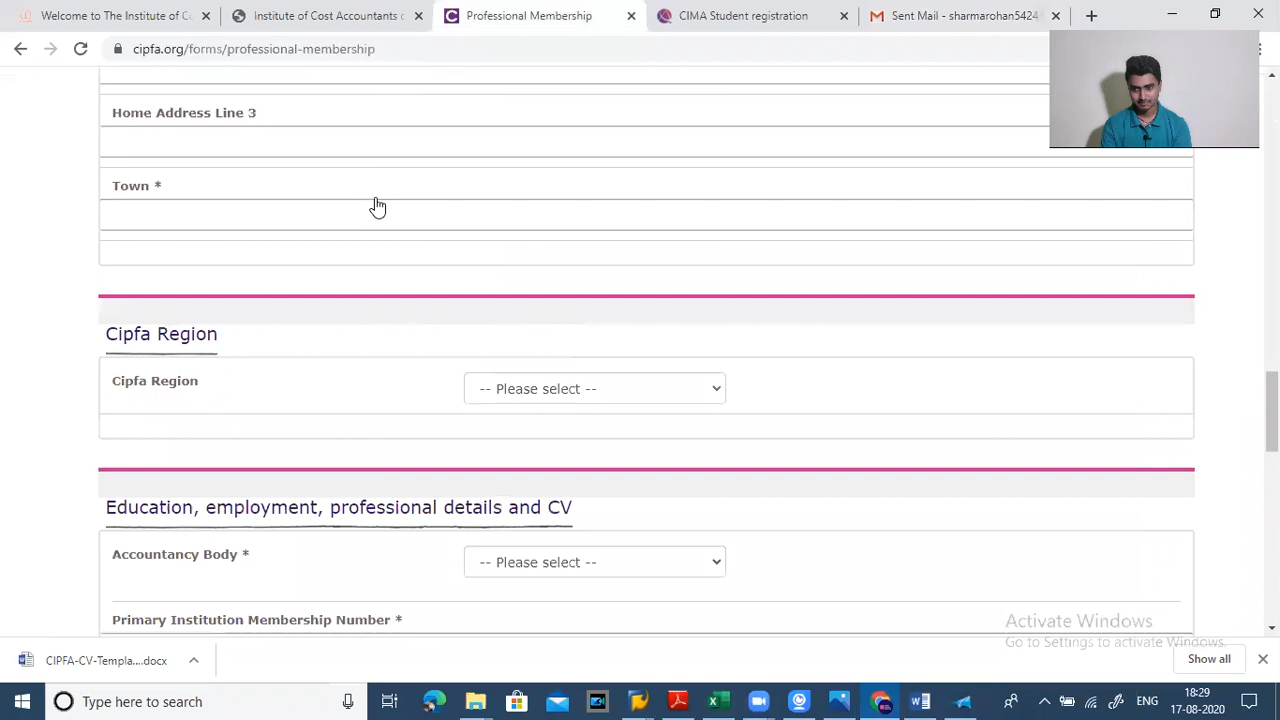 Welcome To The Institute of C
Institute of Cost Accountants
Professional Membership
CIMA Student registration
Sent Mail - sharmarohan5424
cipfa.org/forms/professional-membership
Home Address Line 3
Town *
Cipfa Region
Cipfa Region
-- Please select --
Education, employment, professional details and CV
Accountancy Body *
-- Please select --
Primary Institution Membership Number *
Activate Windows
Go to Settings to activate Windows.
CIPFA-CV-Templa....docx
Show all
Type here to search
ENG
18:29
17-08-2020